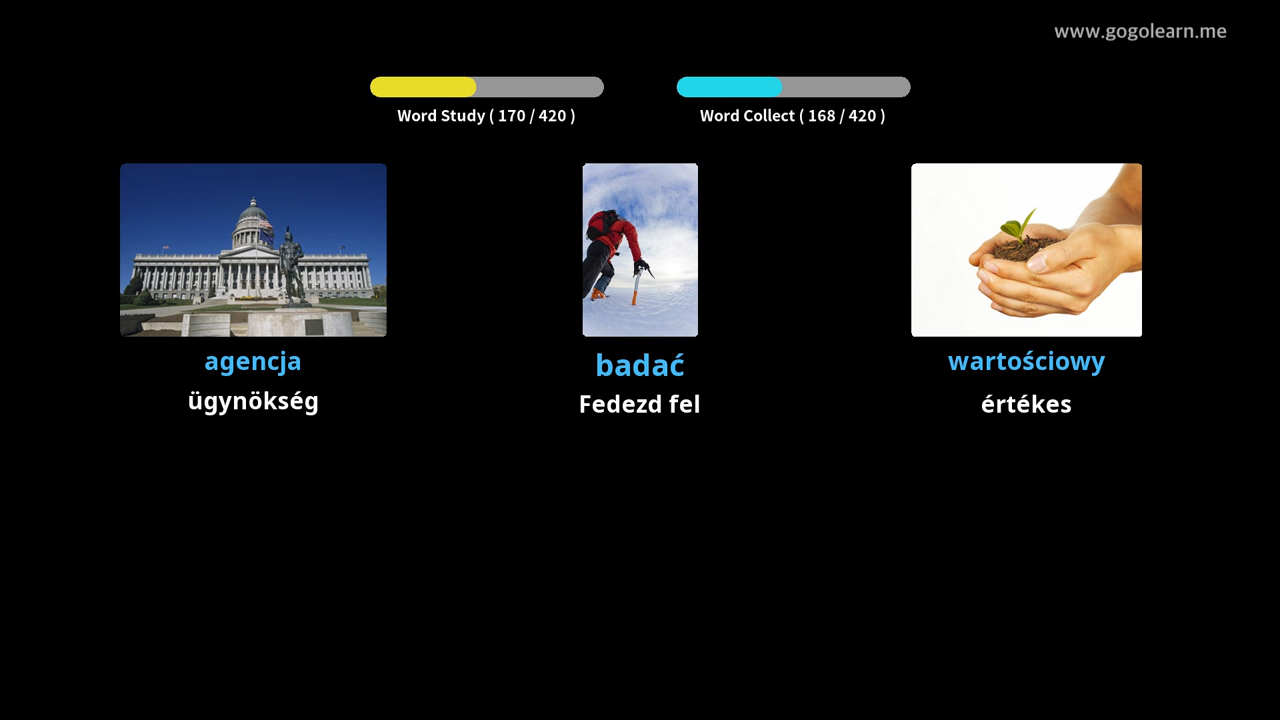 www.gogolearn.me
Word Study ( 170 / 420 )
Word Collect ( 168 / 420 )
agencja
ügynökség
badać
Fedezd fel
wartościowy
értékes